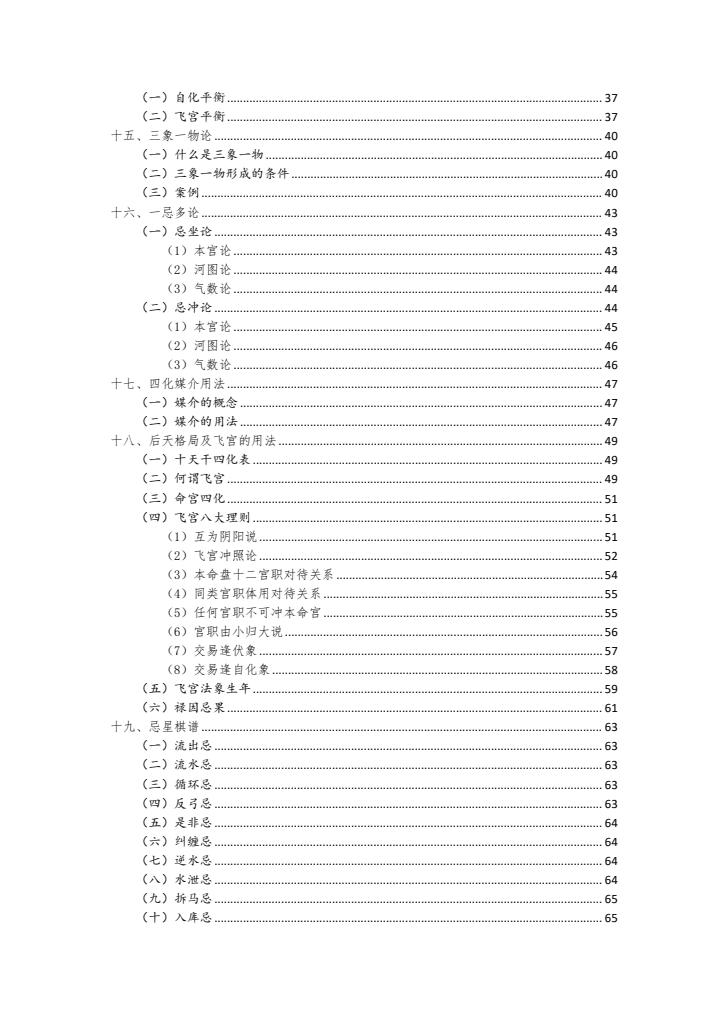 （一）自化平衡 37
（二）飞宫平衡 37
十五、三象一物论 40
（一）什么是三象一物 40
（二）三象一物形成的条件 40
（三）案例 40
十六、一忌多论 43
（一）忌坐论 43
（1）本宫论 43
（2）河图论 44
（3）气数论 44
（二）忌冲论 44
（1）本宫论 45
（2）河图论 46
（3）气数论 46
十七、四化媒介用法 47
（一）媒介的概念 47
（二）媒介的用法 47
十八、后天格局及飞宫的用法 49
（一）十天干四化表 49
（二）何谓飞宫 49
（三）命宫四化 51
（四）飞宫八大理则 51
（1）互为阴阳说 51
（2）飞宫冲照论 52
（3）本命盘十二宫职对待关系 54
（4）同类宫职体用对待关系 55
（5）任何宫职不可冲本命宫 55
（6）宫职由小归大说 56
（7）交易逢伏象 57
（8）交易逢自化象 58
（五）飞宫法象生年 59
（六）禄因忌果 61
十九、忌星棋谱 63
（一）流出忌 63
（二）流水忌 63
（三）循环忌 63
（四）反弓忌 63
（五）是非忌 64
（六）纠缠忌 64
（七）逆水忌 64
（八）水泄忌 64
（九）拆马忌 65
（十）入库忌 65